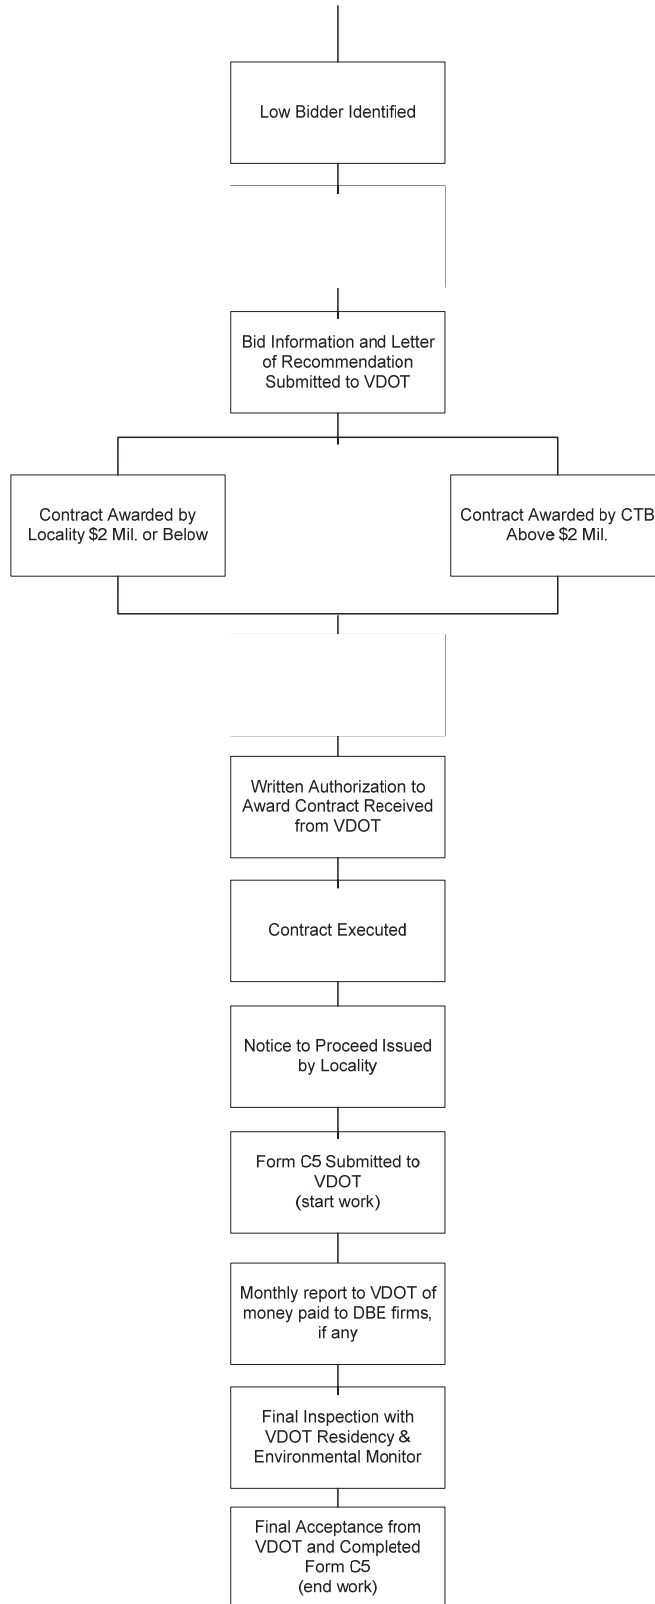 Low Bidder Identified
Bid Information and Letter
of Recommendation
Submitted to VDOT
Contract Awarded by
Locality $2 Mil. or Below
Contract Awarded by CTB
Above $2 Mil.
Written Authorization to
Award Contract Received
from VDOT
Contract Executed
Notice to Proceed Issued
by Locality
Form C5 Submitted to
VDOT
(start work)
Monthly report to VDOT of
money paid to DBE firms,
if any
Final Inspection with
VDOT Residency &
Environmental Monitor
Final Acceptance from
VDOT and Completed
Form C5
(end work)